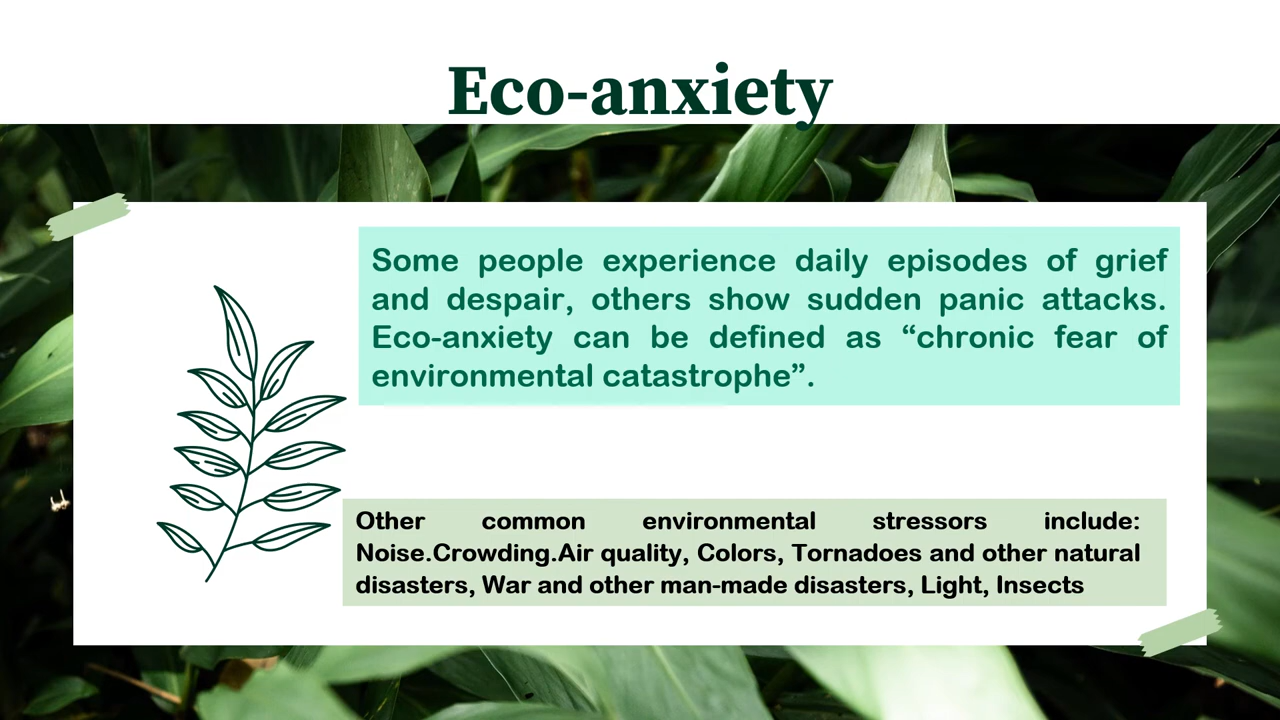 Eco-anxiety
Some people experience daily episodes of grief
and despair, others show sudden panic attacks.
Eco-anxiety can be defined as “chronic fear of
environmental catastrophe”.
Other common environmental stressors include:
Noise.Crowding.Air quality, Colors, Tornadoes and other natural
disasters, War and other man-made disasters, Light, Insects